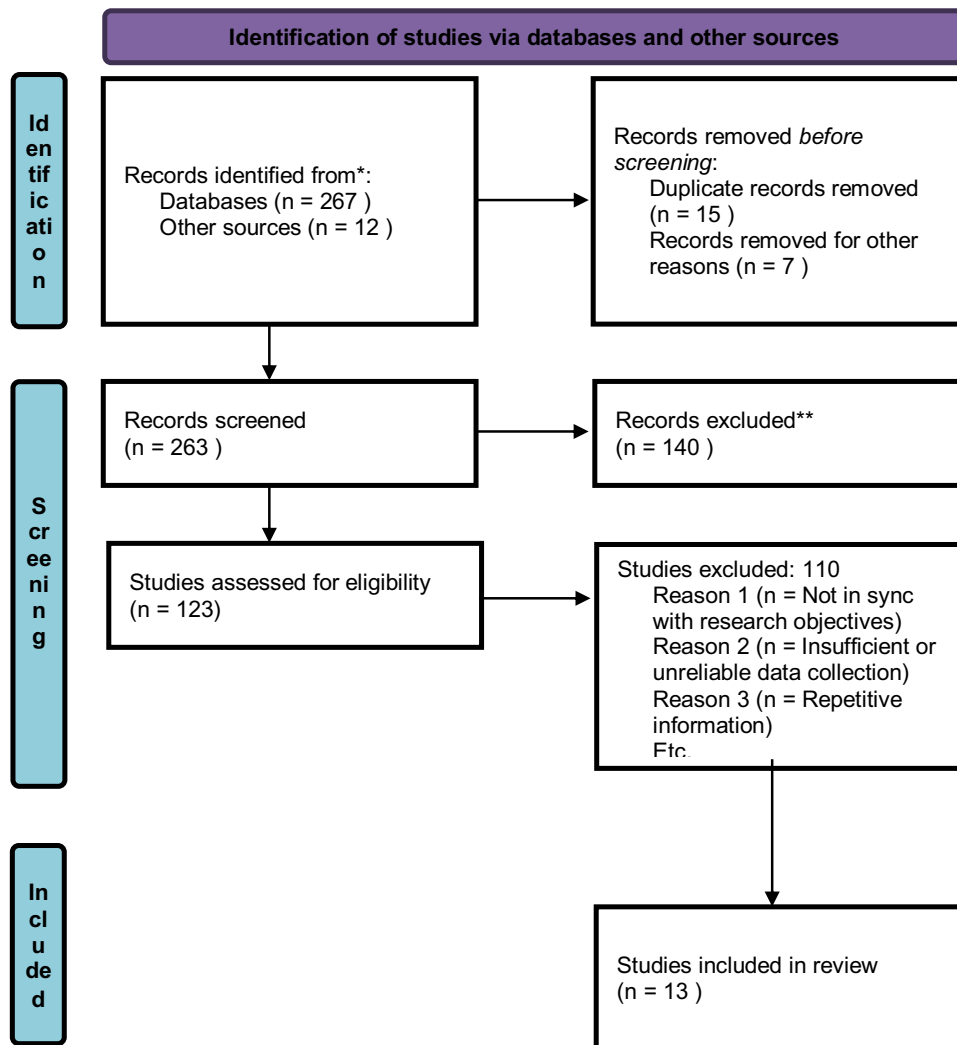 Identification of studies via databases and other sources
Id
en
tif
ic
ati
o
n
Records identified from*:
Databases (n = 267 )
Other sources (n = 12 )
Records removed before
screening:
Duplicate records removed
(n = 15 )
Records removed for other
reasons (n = 7 )
S
cr
ee
ni
n
g
Records screened
(n = 263 )
Records excluded**
(n = 140 )
Studies assessed for eligibility
(n = 123)
Studies excluded: 110
Reason 1 (n = Not in sync
with research objectives)
Reason 2 (n = Insufficient or
unreliable data collection)
Reason 3 (n = Repetitive
information)
Etc.
In
cl
u
de
d
Studies included in review
(n = 13 )